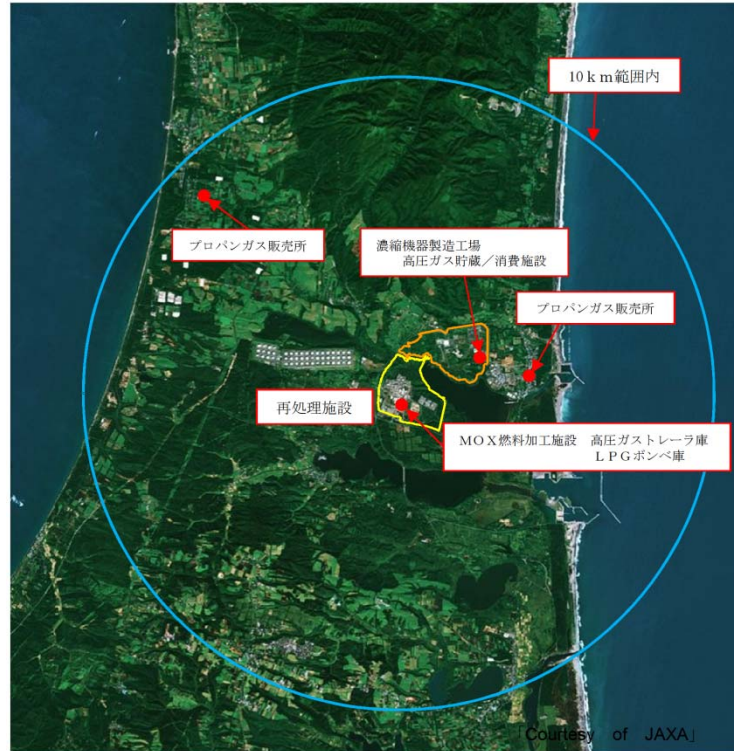 10km範囲内
プロパンガス販売所
濃縮機器製造工場
高圧ガス貯蔵／消費施設
プロパンガス販売所
再処理施設
MOX燃料加工施設　高圧ガストレーラ庫
LPGボンベ庫
「Courtesy of JAXA」